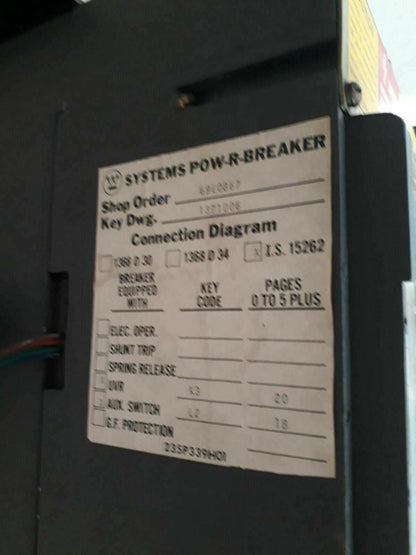 SYSTEMS POW-R-BREAKER
Shop Order 68E0867
Key Dwg. 1321206
Connection Diagram
1368 D 30 1368 D 34 X I.S. 15262
BREAKER EQUIPPED WITH KEY CODE PAGES 0 TO 5 PLUS
ELEC. OPER.
SHUNT TRIP
SPRING RELEASE
UVR K3 20
AUX. SWITCH L2 18
G.F. PROTECTION
235P339H01